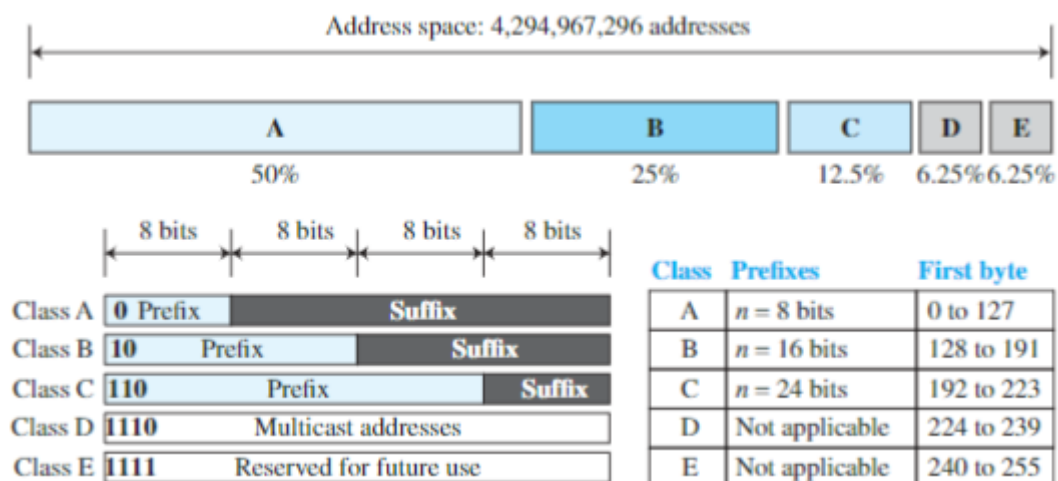 Address space: 4,294,967,296 addresses
A B C D E
50% 25% 12.5% 6.25% 6.25%
8 bits 8 bits 8 bits 8 bits
Class A 0 Prefix Suffix
Class B 10 Prefix Suffix
Class C 110 Prefix Suffix
Class D 1110 Multicast addresses
Class E 1111 Reserved for future use
Class Prefixes First byte
A n = 8 bits 0 to 127
B n = 16 bits 128 to 191
C n = 24 bits 192 to 223
D Not applicable 224 to 239
E Not applicable 240 to 255